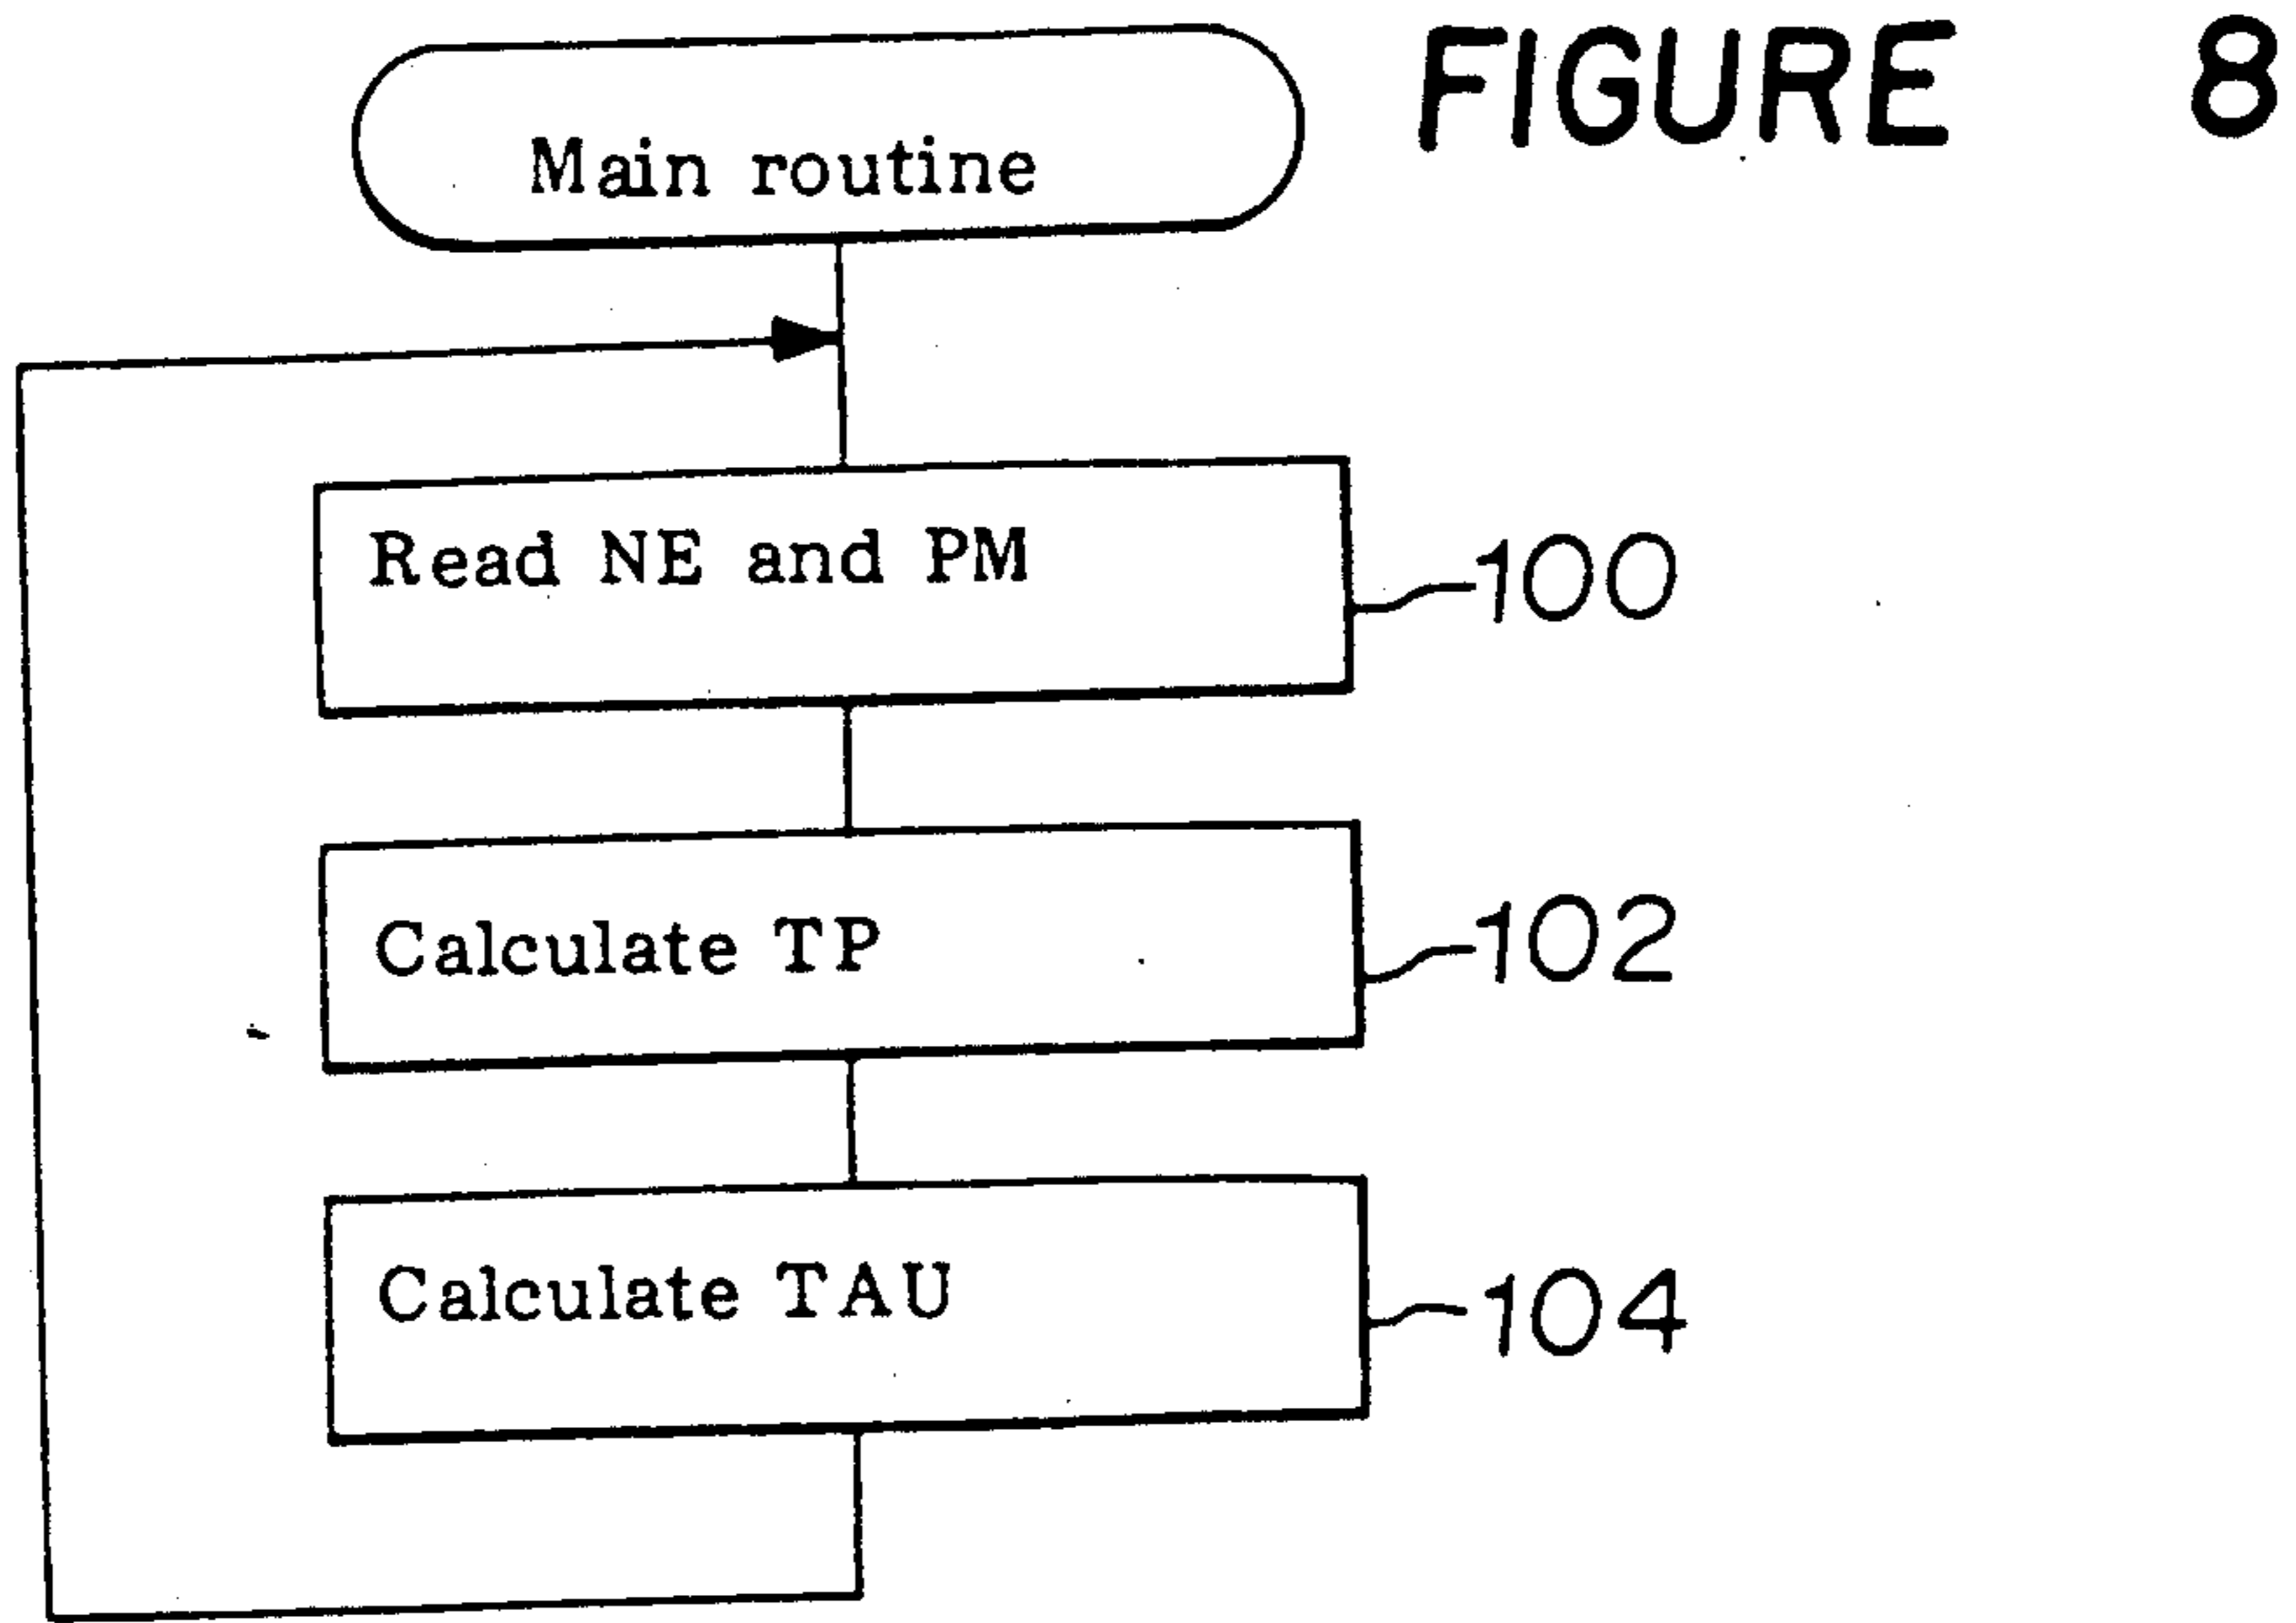 FIGURE 8
Main routine
Read NE and PM
100
Calculate TP
102
Calculate TAU
104